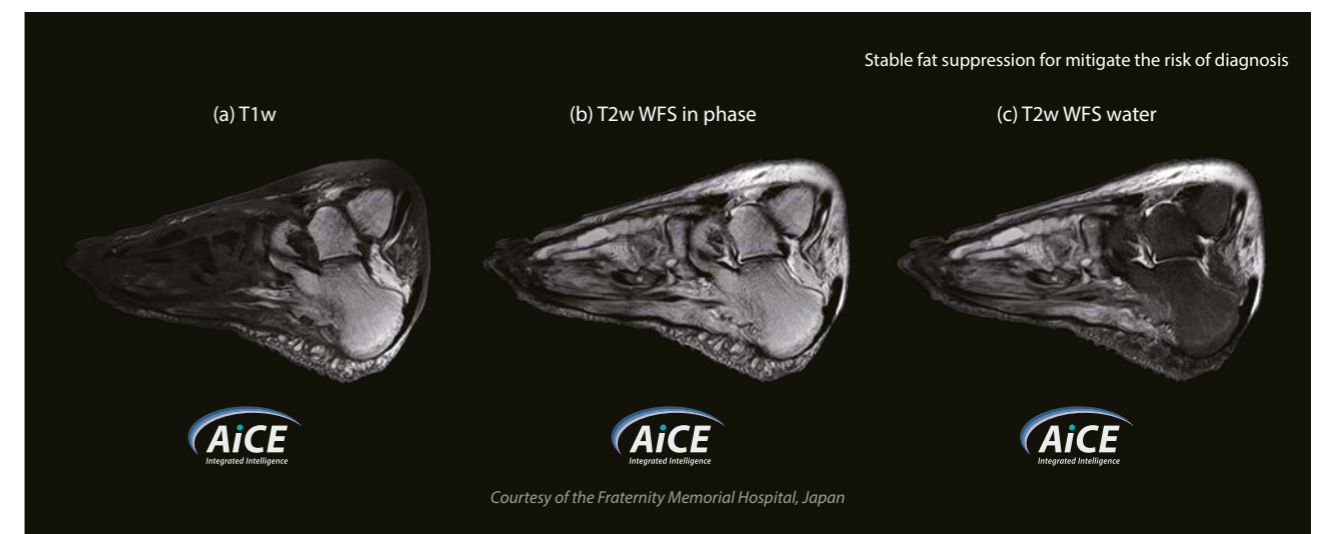 Stable fat suppression for mitigate the risk of diagnosis
(a) T1w
(b) T2w WFS in phase
(c) T2w WFS water
AiCE
Integrated Intelligence
AiCE
Integrated Intelligence
AiCE
Integrated Intelligence
Courtesy of the Fraternity Memorial Hospital, Japan